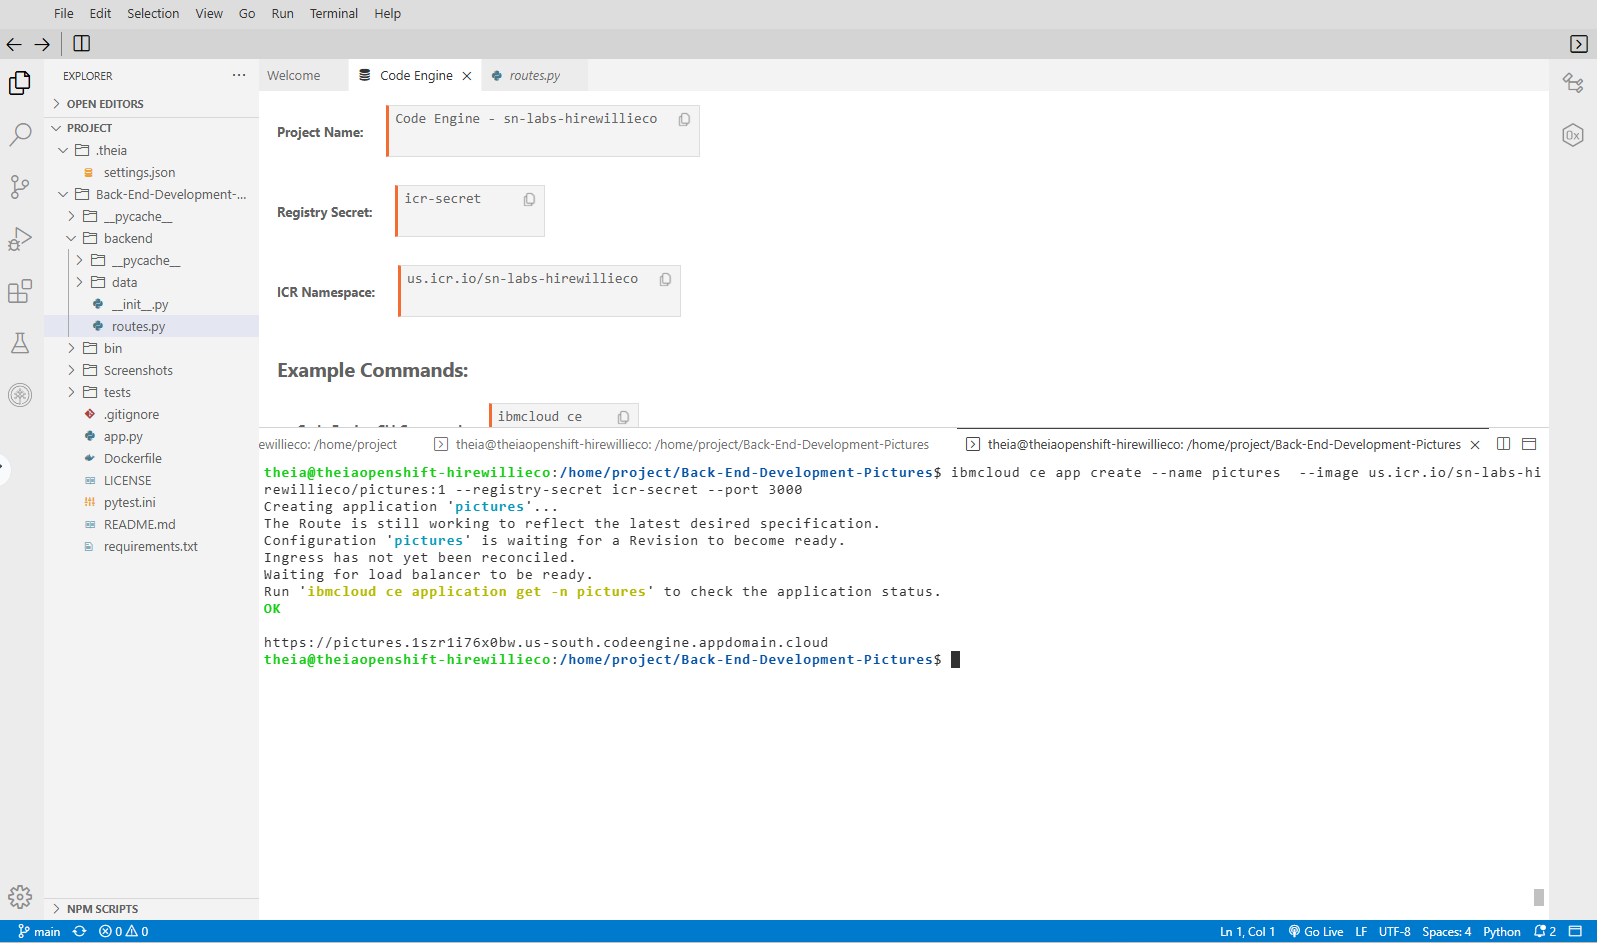 File Edit Selection View Go Run Terminal Help
EXPLORER
OPEN EDITORS
PROJECT
.theia
settings.json
Back-End-Development-...
__pycache__
backend
__pycache__
data
__init__.py
routes.py
bin
Screenshots
tests
.gitignore
app.py
Dockerfile
LICENSE
pytest.ini
README.md
requirements.txt
NPM SCRIPTS
Welcome Code Engine routes.py
Project Name: Code Engine - sn-labs-hirewillieco
Registry Secret: icr-secret
ICR Namespace: us.icr.io/sn-labs-hirewillieco
Example Commands:
ibmcloud ce
ewillieco: /home/project theia@theiaopenshift-hirewillieco: /home/project/Back-End-Development-Pictures theia@theiaopenshift-hirewillieco: /home/project/Back-End-Development-Pictures
theia@theiaopenshift-hirewillieco:/home/project/Back-End-Development-Pictures$ ibmcloud ce app create --name pictures  --image us.icr.io/sn-labs-hi
rewillieco/pictures:1 --registry-secret icr-secret --port 3000
Creating application 'pictures'...
The Route is still working to reflect the latest desired specification.
Configuration 'pictures' is waiting for a Revision to become ready.
Ingress has not yet been reconciled.
Waiting for load balancer to be ready.
Run 'ibmcloud ce application get -n pictures' to check the application status.
OK
https://pictures.1szr1i76x0bw.us-south.codeengine.appdomain.cloud
theia@theiaopenshift-hirewillieco:/home/project/Back-End-Development-Pictures$
main 0 0 Ln 1, Col 1 Go Live LF UTF-8 Spaces: 4 Python 2